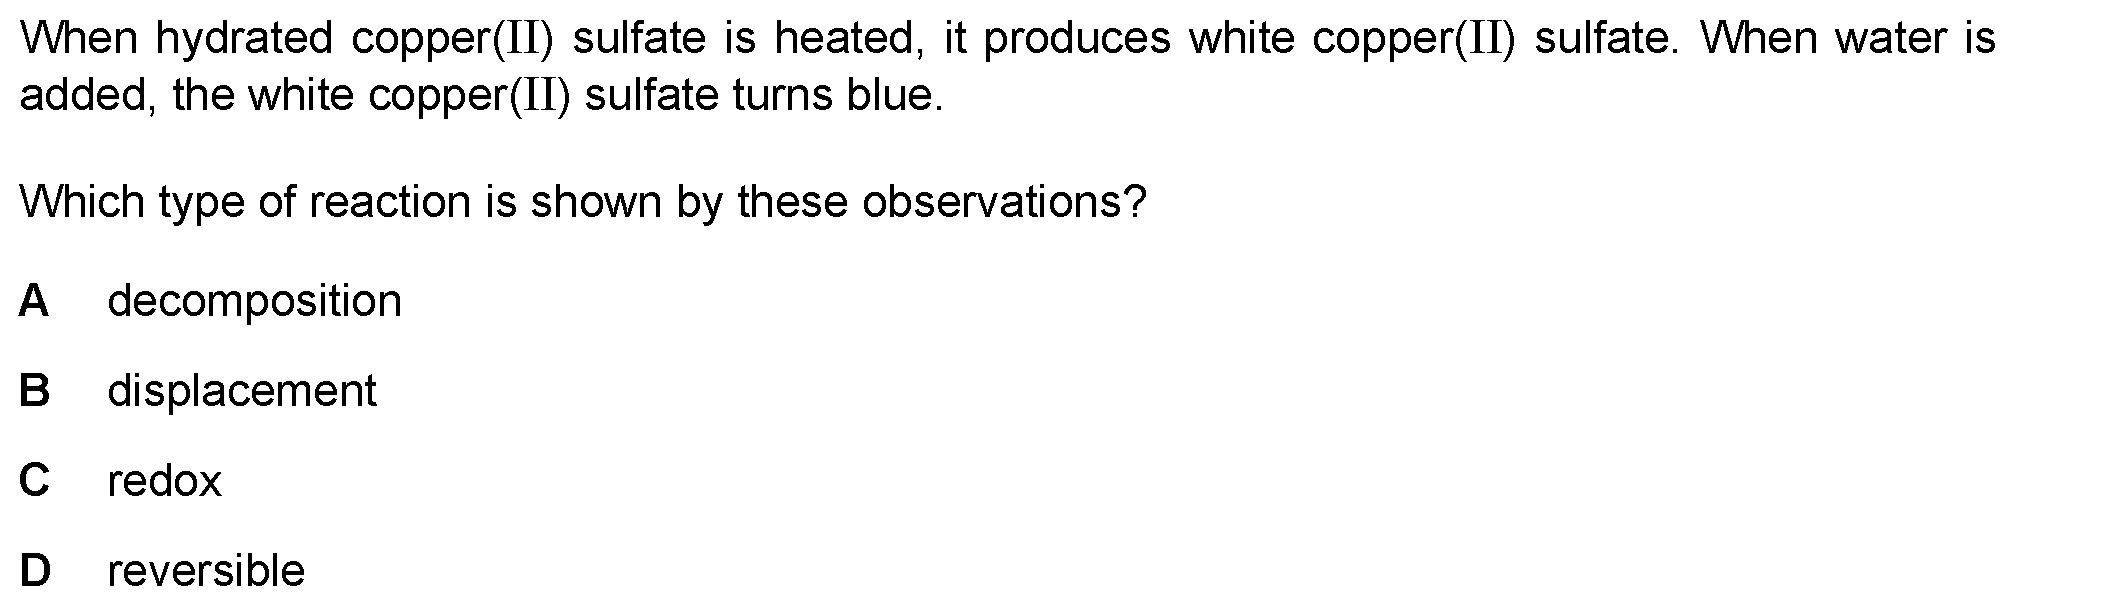 When hydrated copper(II) sulfate is heated, it produces white copper(II) sulfate. When water is
added, the white copper(II) sulfate turns blue.
Which type of reaction is shown by these observations?
A decomposition
B displacement
C redox
D reversible